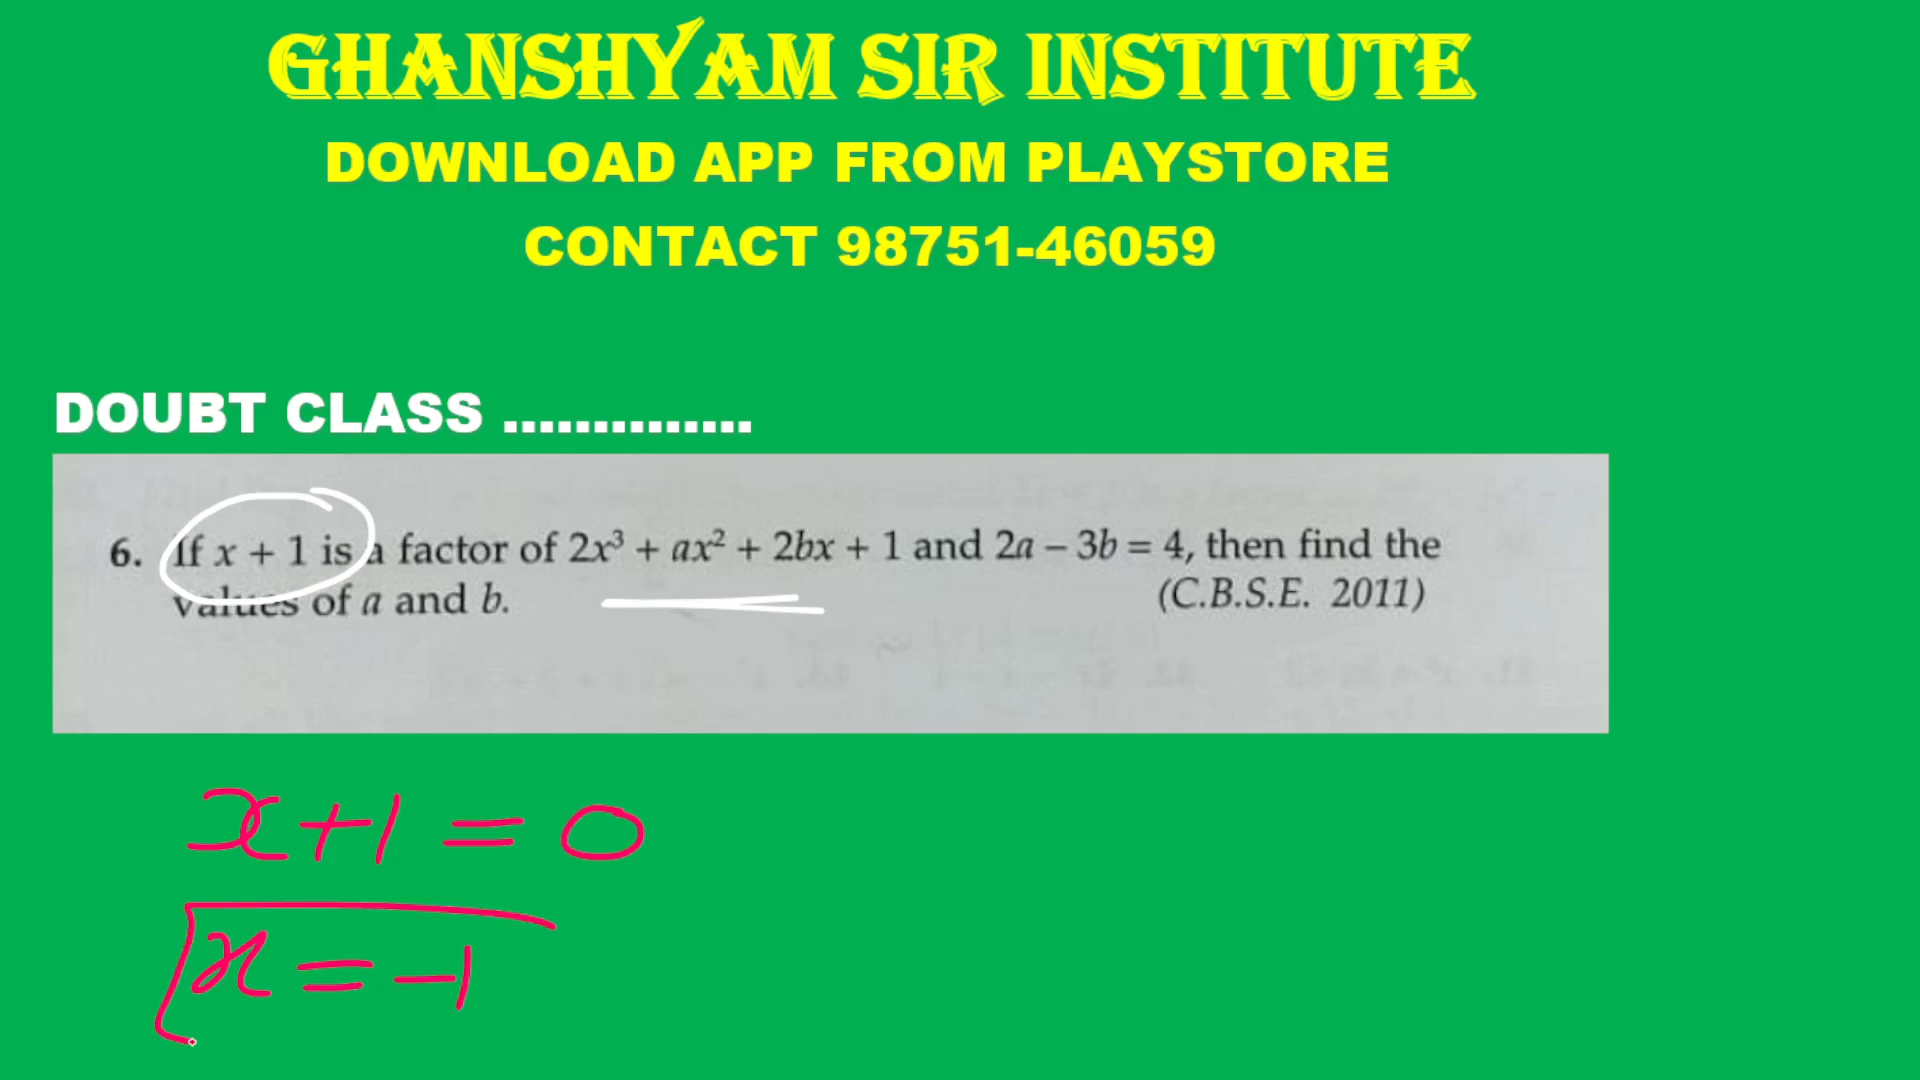 GHANSHYAM SIR INSTITUTE
DOWNLOAD APP FROM PLAYSTORE
CONTACT 98751-46059
DOUBT CLASS ..............
6. If x + 1 is a factor of 2x³ + ax² + 2bx + 1 and 2a – 3b = 4, then find the
values of a and b. (C.B.S.E. 2011)
x+1 = 0
x = -1